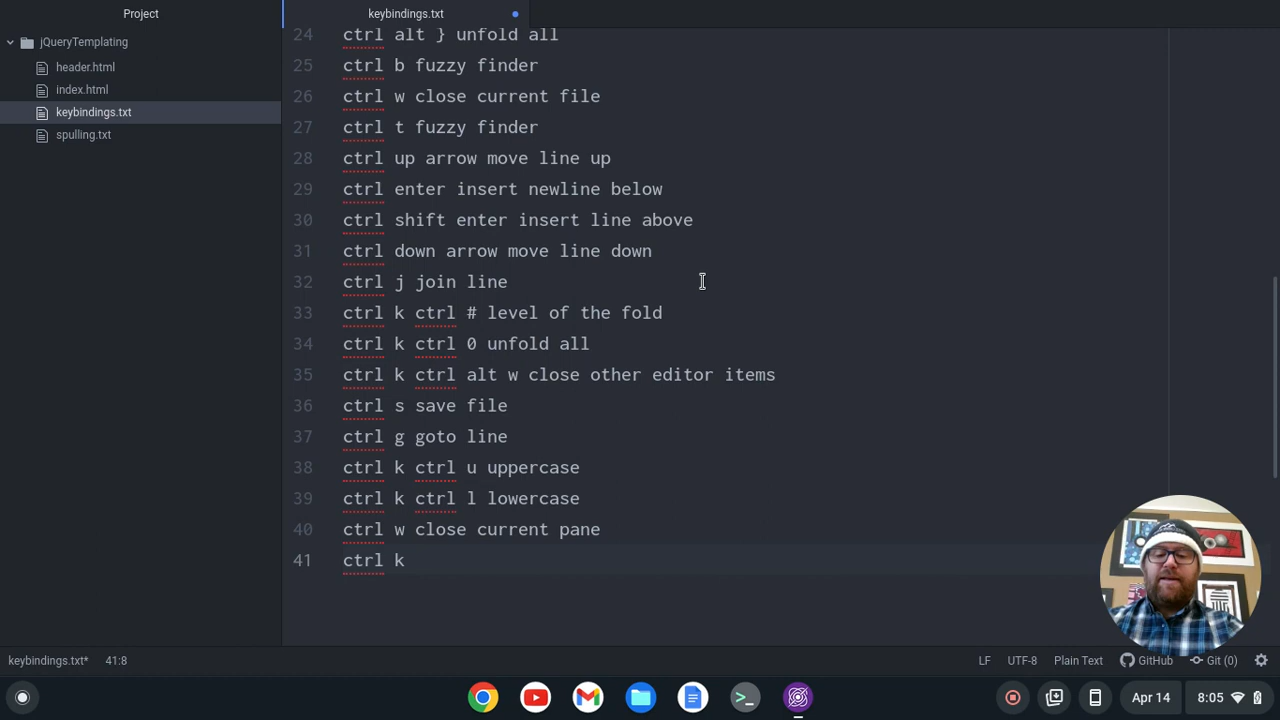 Project
keybindings.txt
jQueryTemplating
header.html
index.html
keybindings.txt
spulling.txt
24 ctrl alt } unfold all
25 ctrl b fuzzy finder
26 ctrl w close current file
27 ctrl t fuzzy finder
28 ctrl up arrow move line up
29 ctrl enter insert newline below
30 ctrl shift enter insert line above
31 ctrl down arrow move line down
32 ctrl j join line
33 ctrl k ctrl # level of the fold
34 ctrl k ctrl 0 unfold all
35 ctrl k ctrl alt w close other editor items
36 ctrl s save file
37 ctrl g goto line
38 ctrl k ctrl u uppercase
39 ctrl k ctrl l lowercase
40 ctrl w close current pane
41 ctrl k
keybindings.txt* 41:8 LF UTF-8 Plain Text GitHub Git (0)
Apr 14 8:05